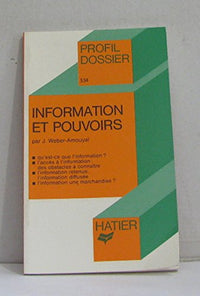 PROFIL
DOSSIER
534
INFORMATION
ET POUVOIRS
par J. Weber-Amouyal
qu'est-ce que l'information ?
l'accès à l'information :
des obstacles à connaître
l'information retenue...
l'information diffusée
l'information une marchandise ?
HATIER